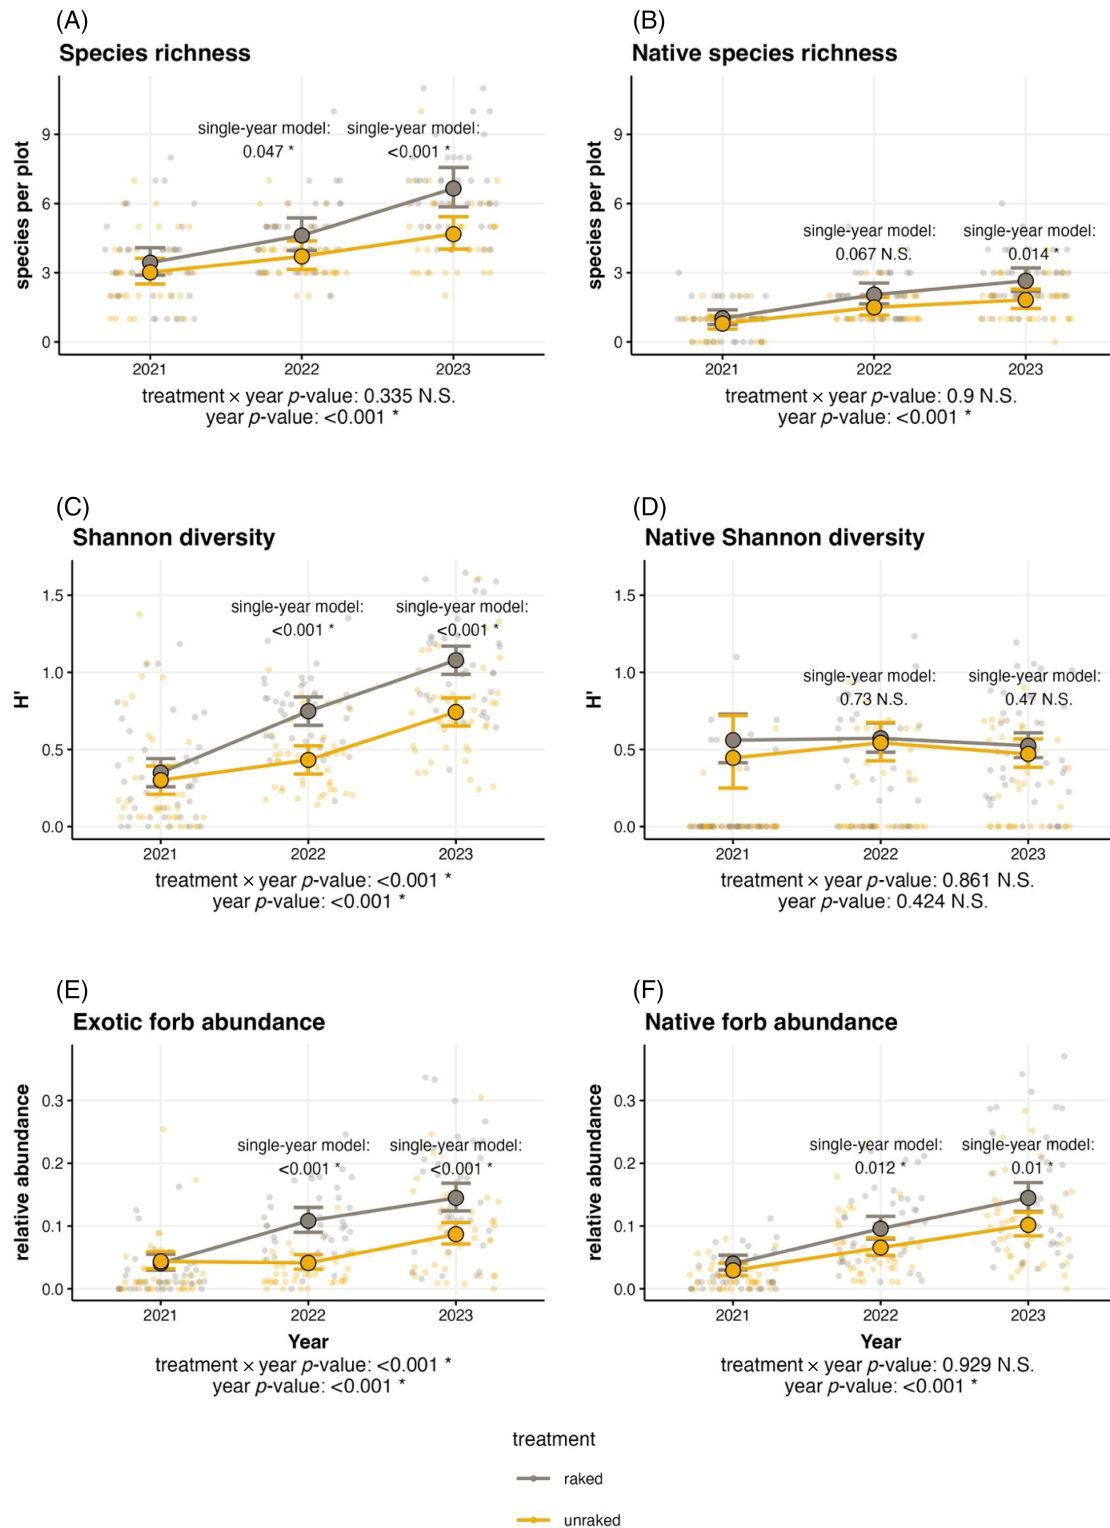 (A)
Species richness
species per plot
9
6
3
0
single-year model:
0.047 *
single-year model:
<0.001 *
2021
2022
2023
treatment × year p-value: 0.335 N.S.
year p-value: <0.001 *
(B)
Native species richness
species per plot
9
6
3
0
single-year model:
0.067 N.S.
single-year model:
0.014 *
2021
2022
2023
treatment × year p-value: 0.9 N.S.
year p-value: <0.001 *
(C)
Shannon diversity
H'
1.5
1.0
0.5
0.0
single-year model:
<0.001 *
single-year model:
<0.001 *
2021
2022
2023
treatment × year p-value: <0.001 *
year p-value: <0.001 *
(D)
Native Shannon diversity
H'
1.5
1.0
0.5
0.0
single-year model:
0.73 N.S.
single-year model:
0.47 N.S.
2021
2022
2023
treatment × year p-value: 0.861 N.S.
year p-value: 0.424 N.S.
(E)
Exotic forb abundance
relative abundance
0.3
0.2
0.1
0.0
single-year model:
<0.001 *
single-year model:
<0.001 *
2021
2022
2023
Year
treatment × year p-value: <0.001 *
year p-value: <0.001 *
(F)
Native forb abundance
relative abundance
0.3
0.2
0.1
0.0
single-year model:
0.012 *
single-year model:
0.01 *
2021
2022
2023
Year
treatment × year p-value: 0.929 N.S.
year p-value: <0.001 *
treatment
raked
unraked